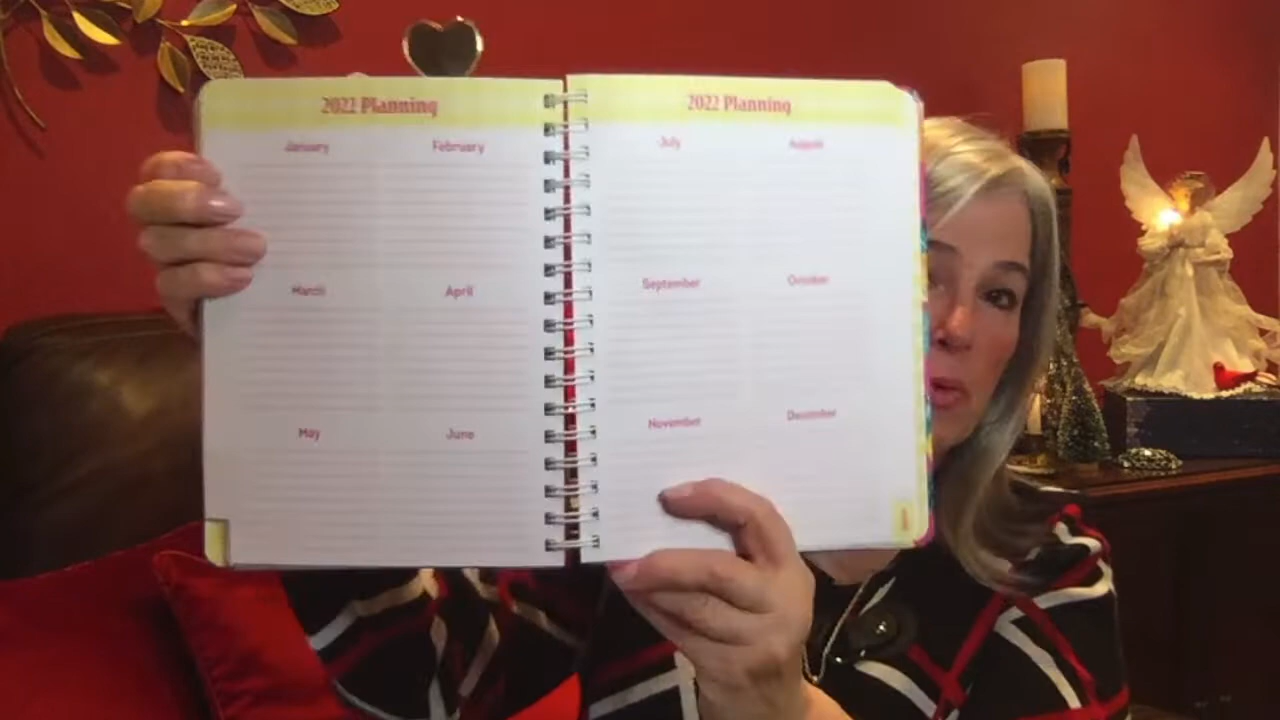 2022 Planning
January February
March April
May June
2022 Planning
July August
September October
November December